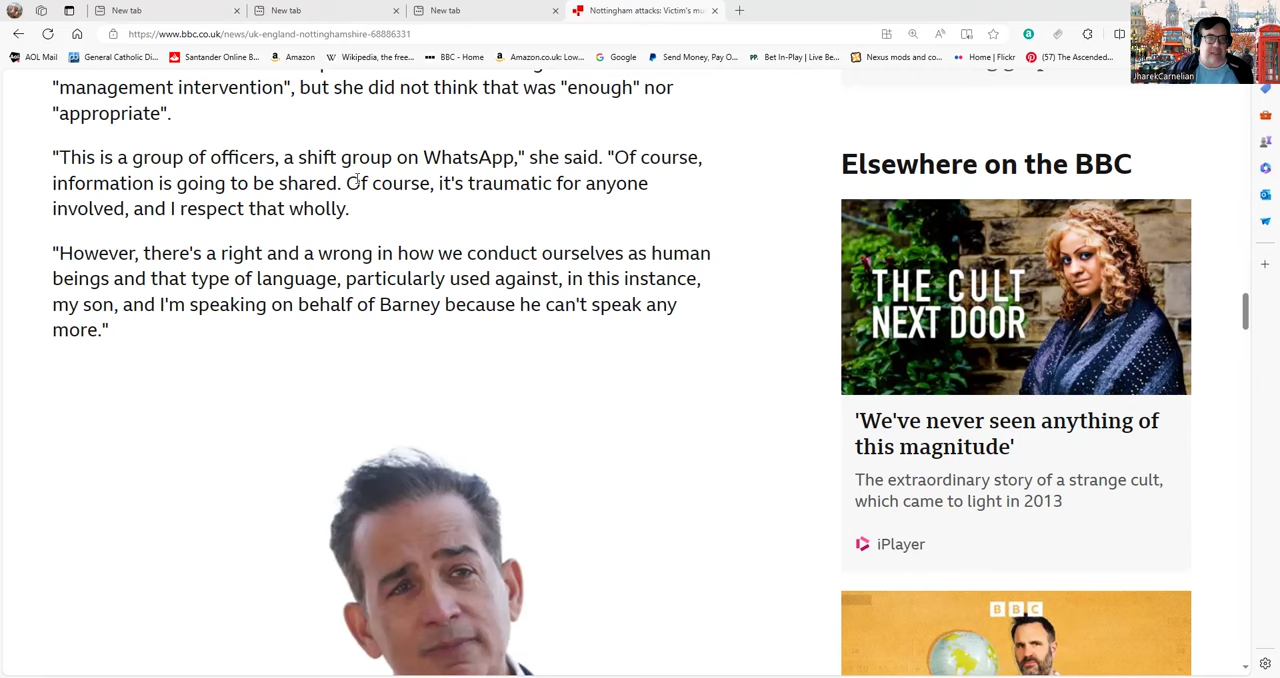 New tab
New tab
New tab
Nottingham attacks: Victim's mu
https://www.bbc.co.uk/news/uk-england-nottinghamshire-68886331
AOL Mail
General Catholic Di...
Santander Online B...
Amazon
Wikipedia, the free...
BBC - Home
Amazon.co.uk: Low...
Google
Send Money, Pay O...
Bet In-Play | Live Be...
Nexus mods and co...
Home | Flickr
(57) The Ascended...
JharekCarnelian
"management intervention", but she did not think that was "enough" nor
"appropriate".
"This is a group of officers, a shift group on WhatsApp," she said. "Of course,
information is going to be shared. Of course, it's traumatic for anyone
involved, and I respect that wholly.
"However, there's a right and a wrong in how we conduct ourselves as human
beings and that type of language, particularly used against, in this instance,
my son, and I'm speaking on behalf of Barney because he can't speak any
more."
Elsewhere on the BBC
THE CULT
NEXT DOOR
'We've never seen anything of
this magnitude'
The extraordinary story of a strange cult,
which came to light in 2013
iPlayer
BBC